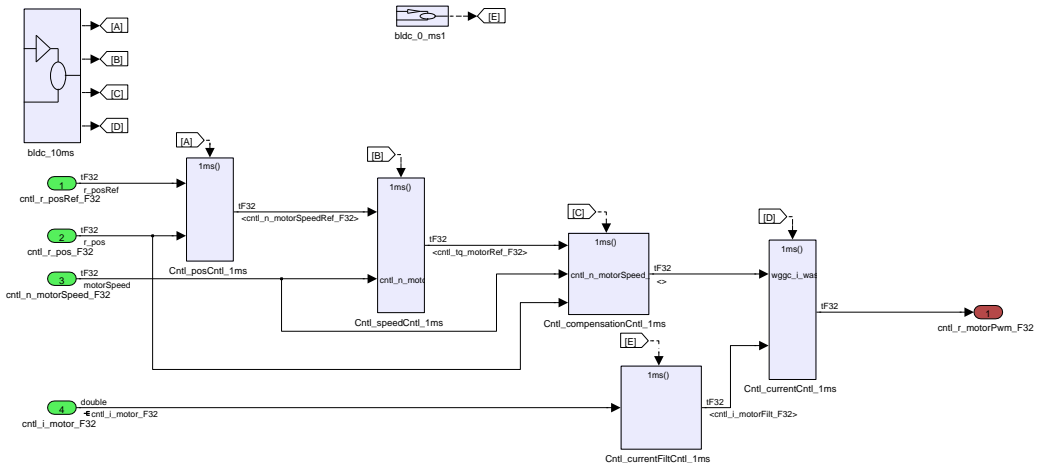 [A]
[B]
[C]
[D]
bldc_10ms
[E]
bldc_0_ms1
[A]
1ms()
Cntl_posCntl_1ms
1
tF32
r_posRef
cntl_r_posRef_F32
2
tF32
r_pos
cntl_r_pos_F32
3
tF32
motorSpeed
cntl_n_motorSpeed_F32
tF32
<cntl_n_motorSpeedRef_F32>
[B]
1ms()
cntl_n_moto
Cntl_speedCntl_1ms
tF32
<cntl_tq_motorRef_F32>
[C]
1ms()
cntl_n_motorSpeed_
Cntl_compensationCntl_1ms
tF32
<>
[D]
1ms()
wggc_i_was
Cntl_currentCntl_1ms
tF32
1
cntl_r_motorPwm_F32
[E]
1ms()
Cntl_currentFiltCntl_1ms
4
double
cntl_i_motor_F32
cntl_i_motor_F32
tF32
<cntl_i_motorFilt_F32>